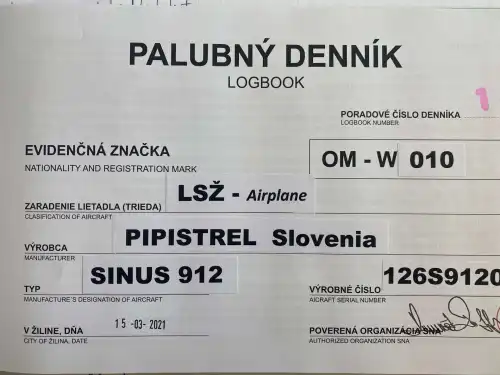 PALUBNÝ DENNÍK
LOGBOOK
PORADOVÉ ČÍSLO DENNÍKA 1
LOGBOOK NUMBER
EVIDENČNÁ ZNAČKA
NATIONALITY AND REGISTRATION MARK
OM - W 010
ZARADENIE LIETADLA (TRIEDA)
CLASIFICATION OF AIRCRAFT
LSŽ - Airplane
VÝROBCA
MANUFACTURER
PIPISTREL Slovenia
TYP
MANUFACTURE'S DESIGNATION OF AIRCRAFT
SINUS 912
VÝROBNÉ ČÍSLO
AICRAFT SERIAL NUMBER
126S9120
V ŽILINE, DŇA
CITY OF ŽILINA, DATE
15 -03- 2021
POVERENÁ ORGANIZÁCIA SNA
AUTHORIZED ORGANIZATION SNA